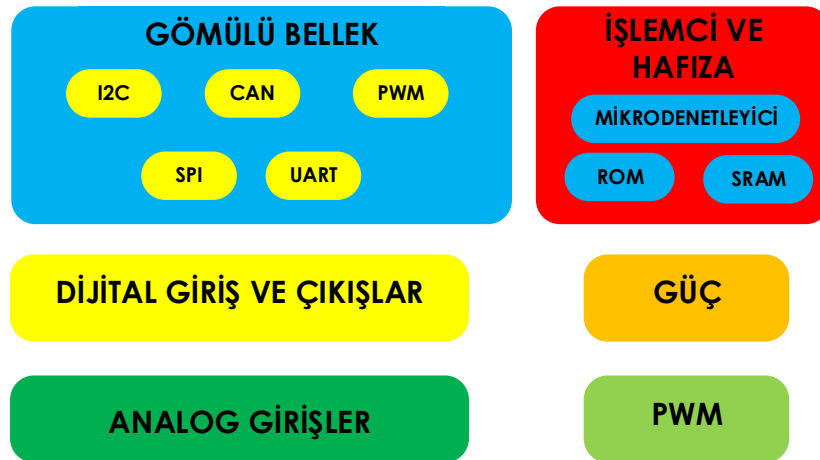 GÖMÜLÜ BELLEK
I2C
CAN
PWM
SPI
UART
İŞLEMCİ VE
HAFIZA
MİKRODENETLEYİCİ
ROM
SRAM
DİJİTAL GİRİŞ VE ÇIKIŞLAR
GÜÇ
ANALOG GİRİŞLER
PWM